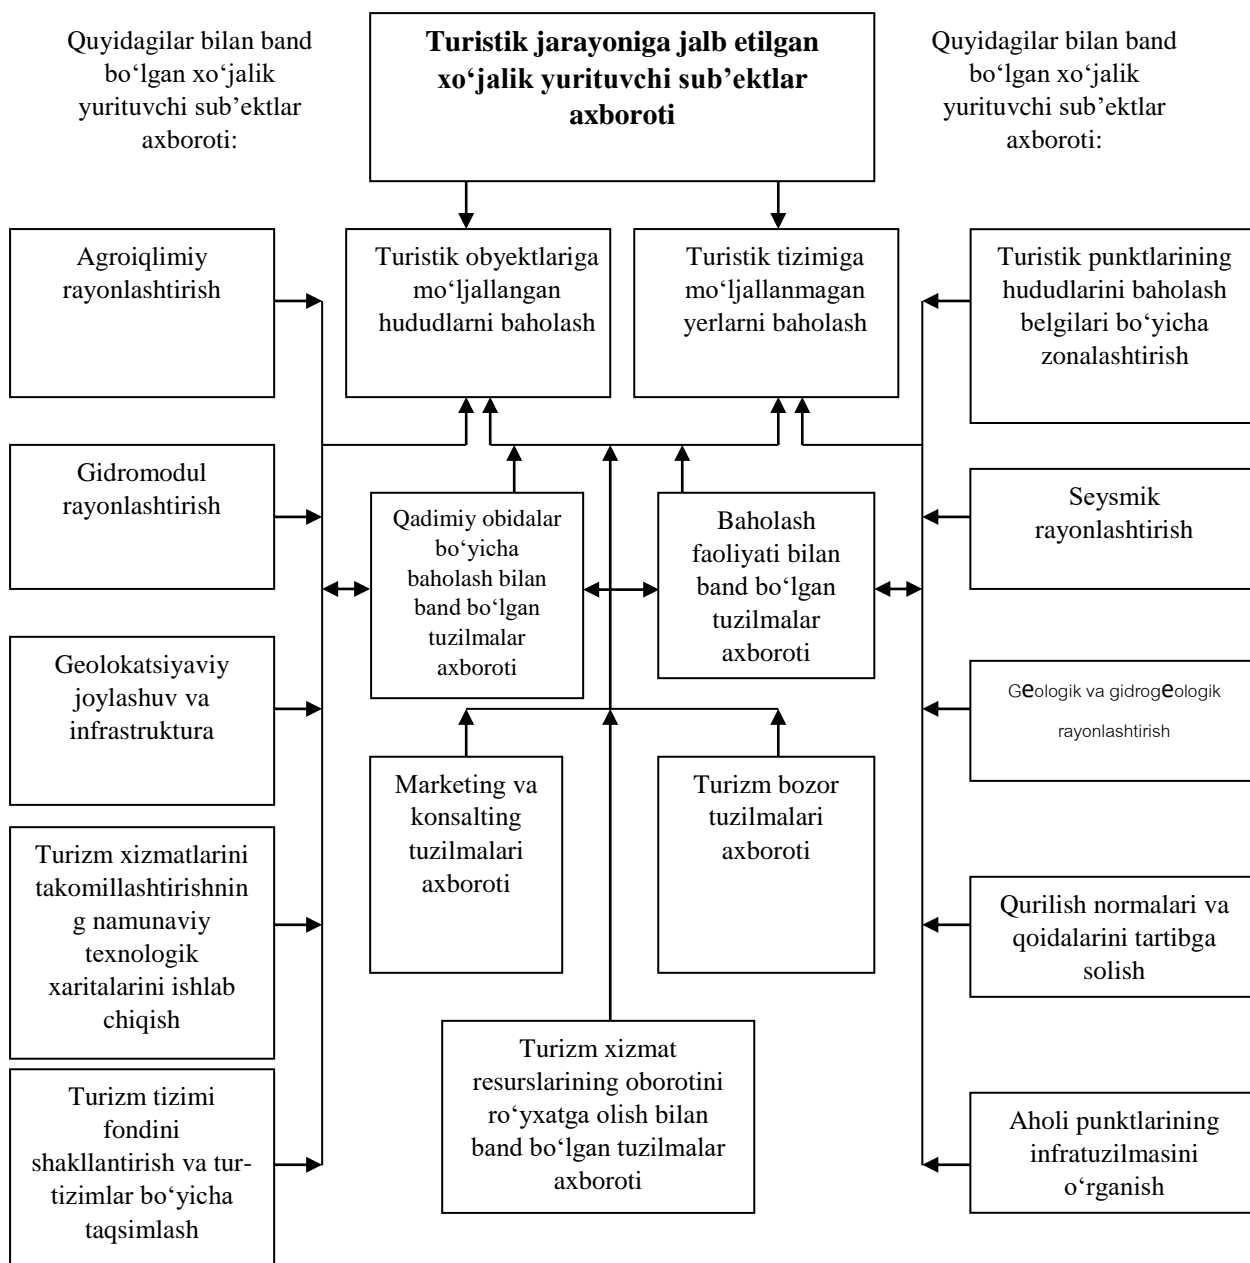 Quyidagilar bilan band
bo‘lgan xo‘jalik
yurituvchi sub’ektlar
axboroti:
Turistik jarayoniga jalb etilgan
xo‘jalik yurituvchi sub’ektlar
axboroti
Quyidagilar bilan band
bo‘lgan xo‘jalik
yurituvchi sub’ektlar
axboroti:
Agroiqlimiy
rayonlashtirish
Turistik obyektlariga
mo‘ljallangan
hududlarni baholash
Turistik tizimiga
mo‘ljallanmagan
yerlarni baholash
Turistik punktlarining
hududlarini baholash
belgilari bo‘yicha
zonalashtirish
Gidromodul
rayonlashtirish
Qadimiy obidalar
bo‘yicha
baholash bilan
band bo‘lgan
tuzilmalar
axboroti
Baholash
faoliyati bilan
band bo‘lgan
tuzilmalar
axboroti
Seysmik
rayonlashtirish
Geolokatsiyaviy
joylashuv va
infrastruktura
Geologik va gidrogeologik
rayonlashtirish
Marketing va
konsalting
tuzilmalari
axboroti
Turizm bozor
tuzilmalari
axboroti
Turizm xizmatlarini
takomillashtirishnin
g namunaviy
texnologik
xaritalarini ishlab
chiqish
Qurilish normalari va
qoidalarini tartibga
solish
Turizm xizmat
resurslarining oborotini
ro‘yxatga olish bilan
band bo‘lgan tuzilmalar
axboroti
Turizm tizimi
fondini
shakllantirish va tur-
tizimlar bo‘yicha
taqsimlash
Aholi punktlarining
infratuzilmasini
o‘rganish